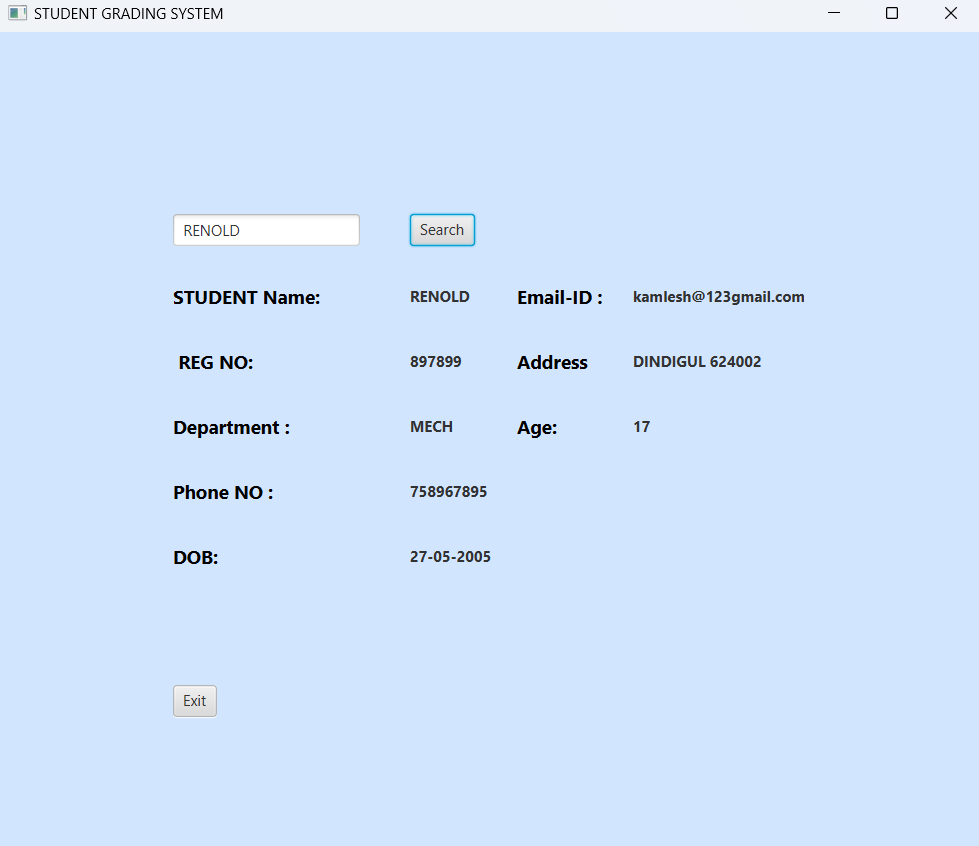 STUDENT GRADING SYSTEM
RENOLD Search
STUDENT Name: RENOLD Email-ID : kamlesh@123gmail.com
REG NO: 897899 Address DINDIGUL 624002
Department : MECH Age: 17
Phone NO : 758967895
DOB: 27-05-2005
Exit